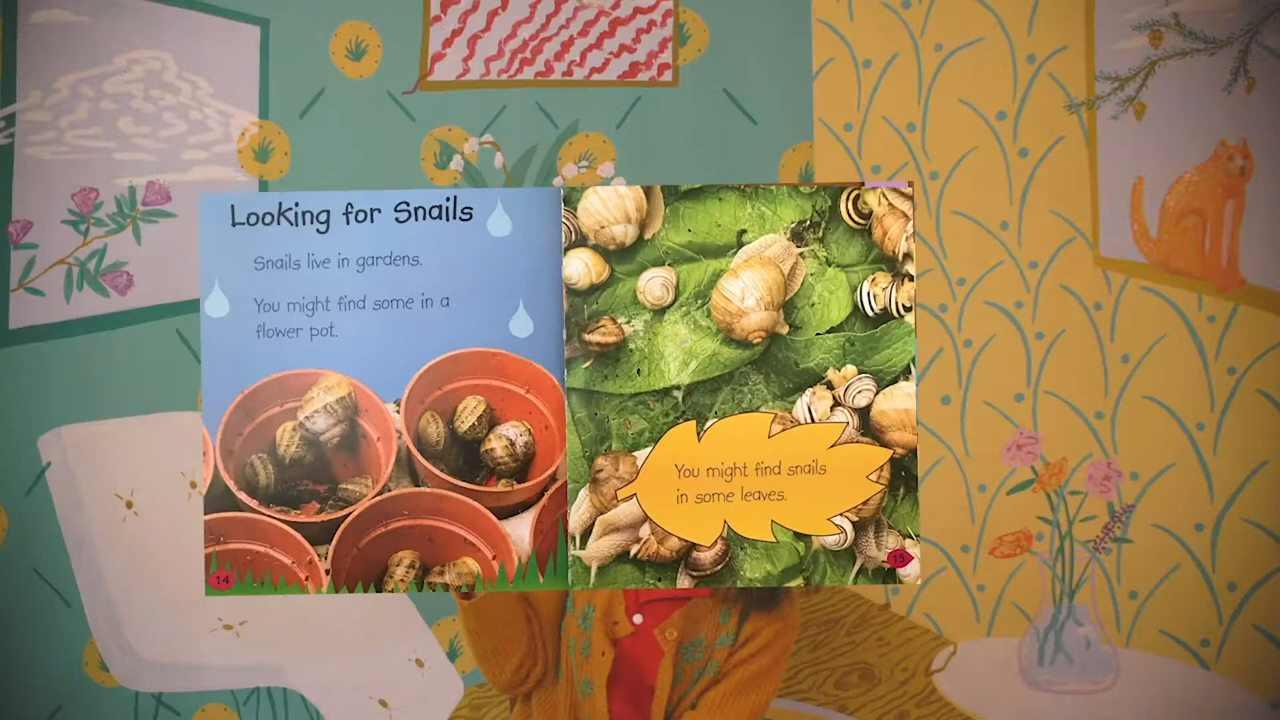 Looking for Snails
Snails live in gardens.
You might find some in a
flower pot.
14
You might find snails
in some leaves.
15